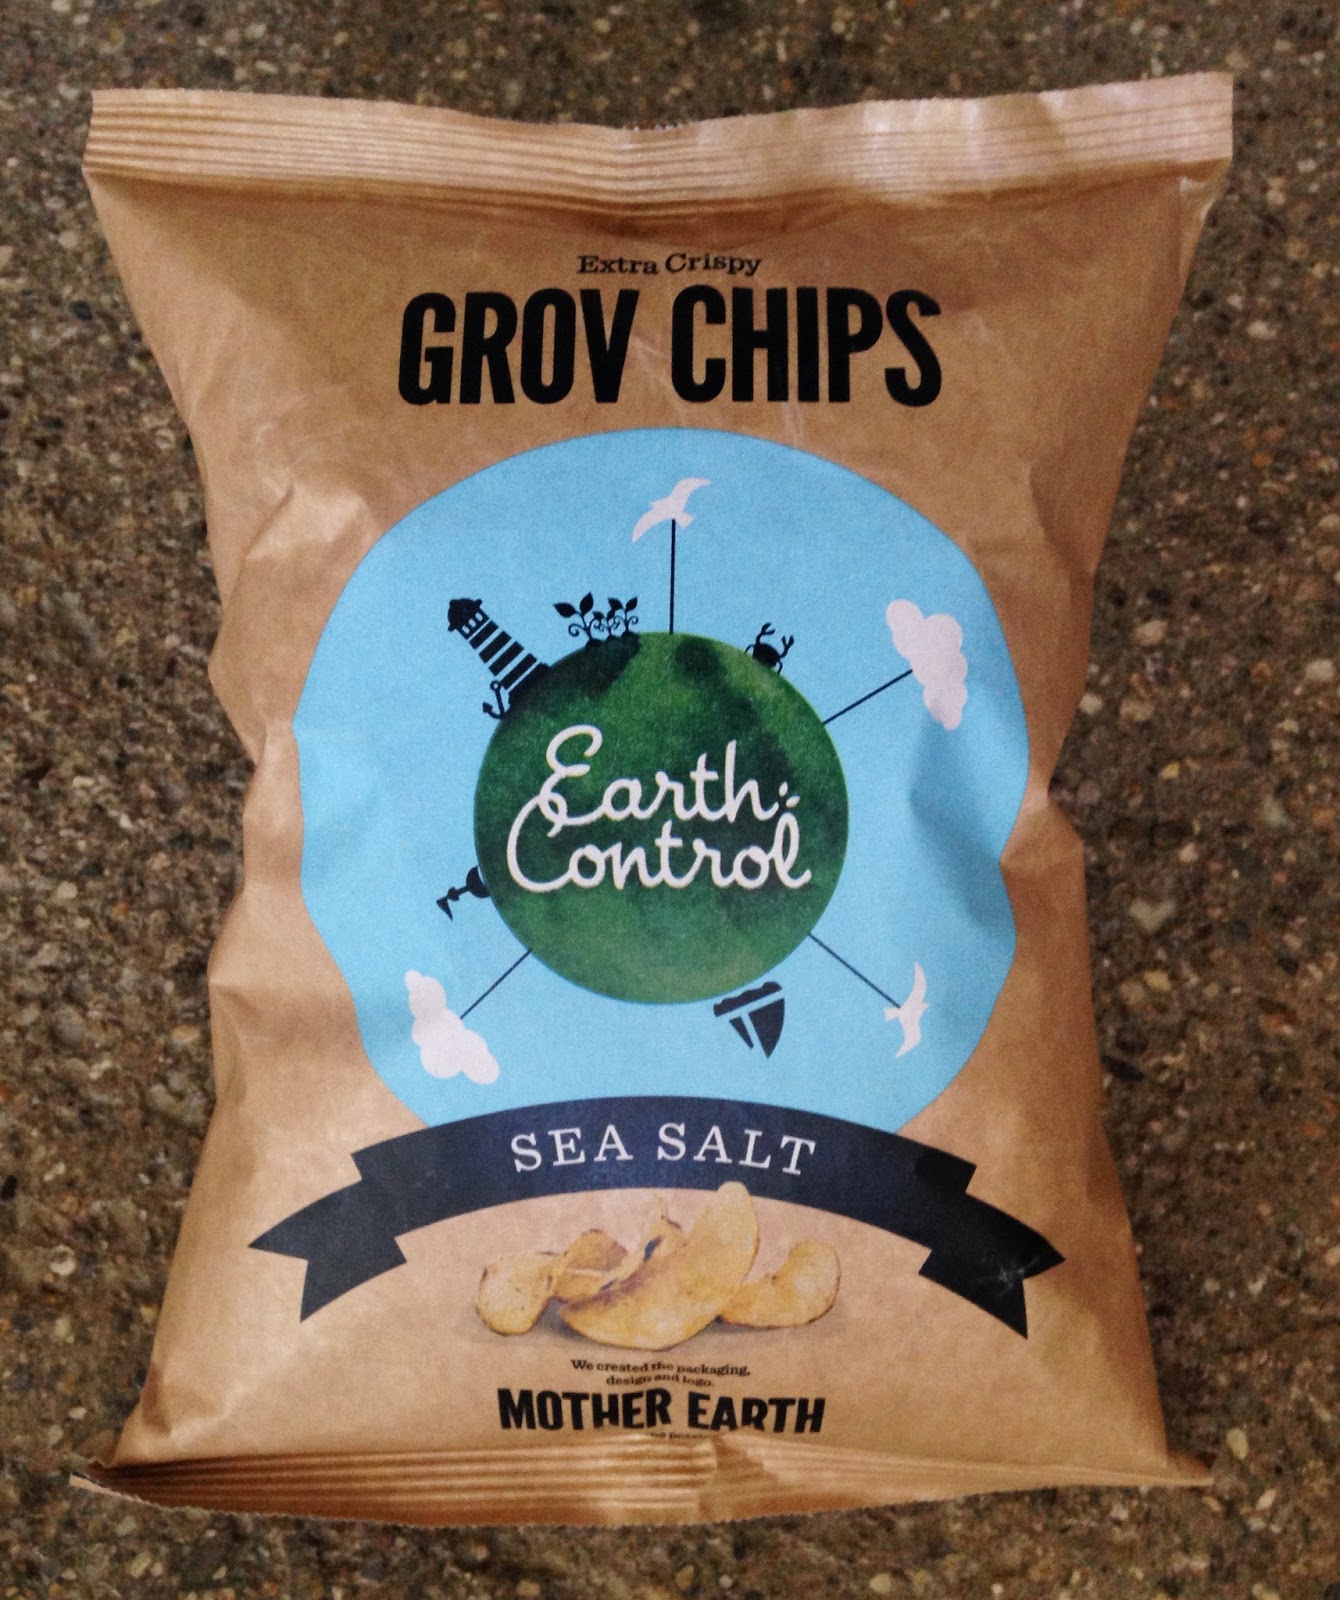 Extra Crispy
GROV CHIPS
Earth
Control
SEA SALT
We created the packaging,
design and logo.
MOTHER EARTH